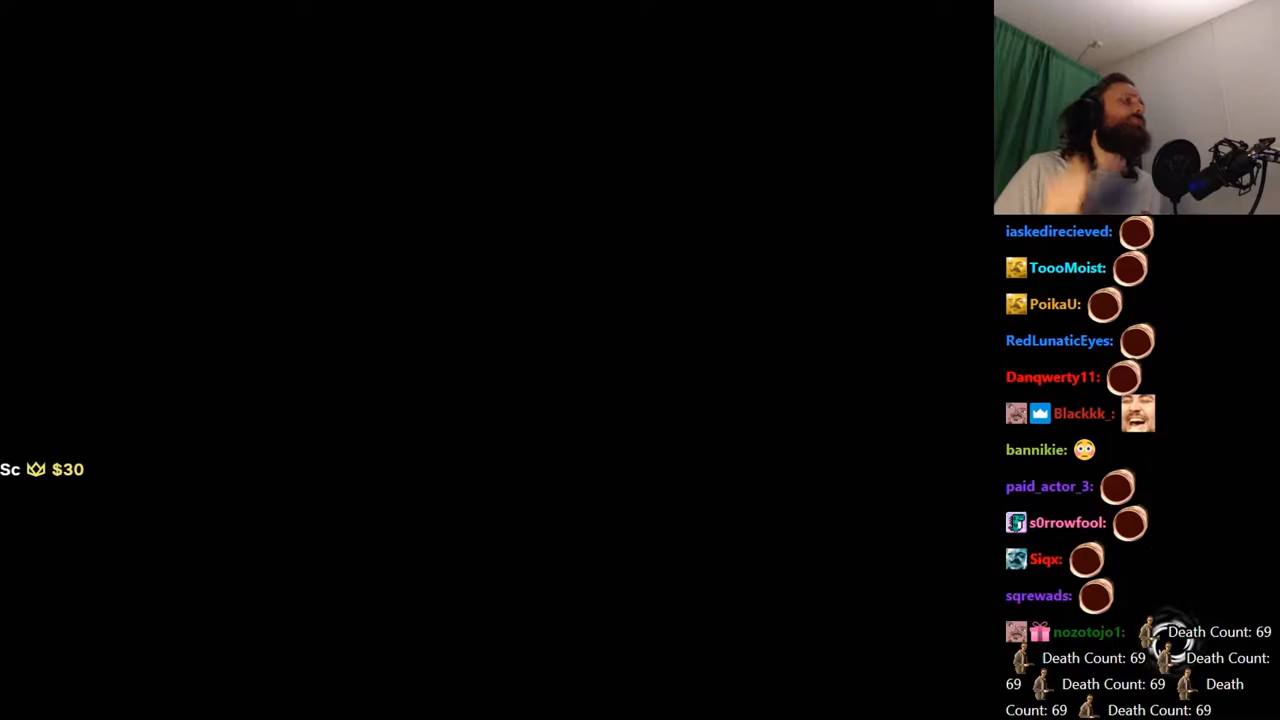 iaskedirecieved:
ToooMoist:
PoikaU:
RedLunaticEyes:
Danqwerty11:
Blackkk_:
bannikie:
Sc $30
paid_actor_3:
s0rrowfool:
Siqx:
sqrewads:
nozotojo1: Death Count: 69
Death Count: 69 Death Count:
69 Death Count: 69 Death
Count: 69 Death Count: 69